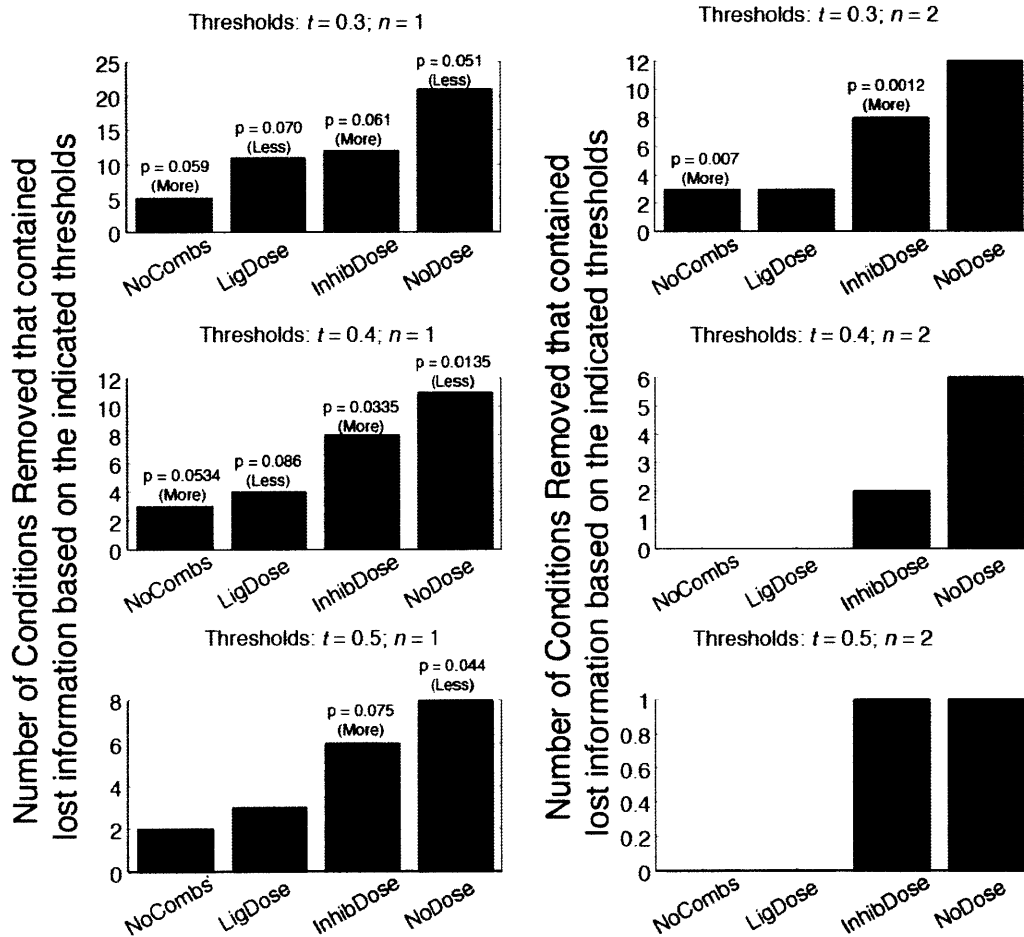 Number of Conditions Removed that contained
lost information based on the indicated thresholds
Thresholds: t = 0.3; n = 1
25
20
15
10
5
0
p = 0.059
(More)
p = 0.070
(Less)
p = 0.061
(More)
p = 0.051
(Less)
NoCombs
LigDose
InhibDose
NoDose
Thresholds: t = 0.4; n = 1
12
10
8
6
4
2
0
p = 0.0534
(More)
p = 0.086
(Less)
p = 0.0335
(More)
p = 0.0135
(Less)
NoCombs
LigDose
InhibDose
NoDose
Thresholds: t = 0.5; n = 1
8
6
4
2
0
p = 0.075
(More)
p = 0.044
(Less)
NoCombs
LigDose
InhibDose
NoDose
Number of Conditions Removed that contained
lost information based on the indicated thresholds
Thresholds: t = 0.3; n = 2
12
10
8
6
4
2
0
p = 0.007
(More)
p = 0.0012
(More)
NoCombs
LigDose
InhibDose
NoDose
Thresholds: t = 0.4; n = 2
6
5
4
3
2
1
0
NoCombs
LigDose
InhibDose
NoDose
Thresholds: t = 0.5; n = 2
1
0.8
0.6
0.4
0.2
0
NoCombs
LigDose
InhibDose
NoDose